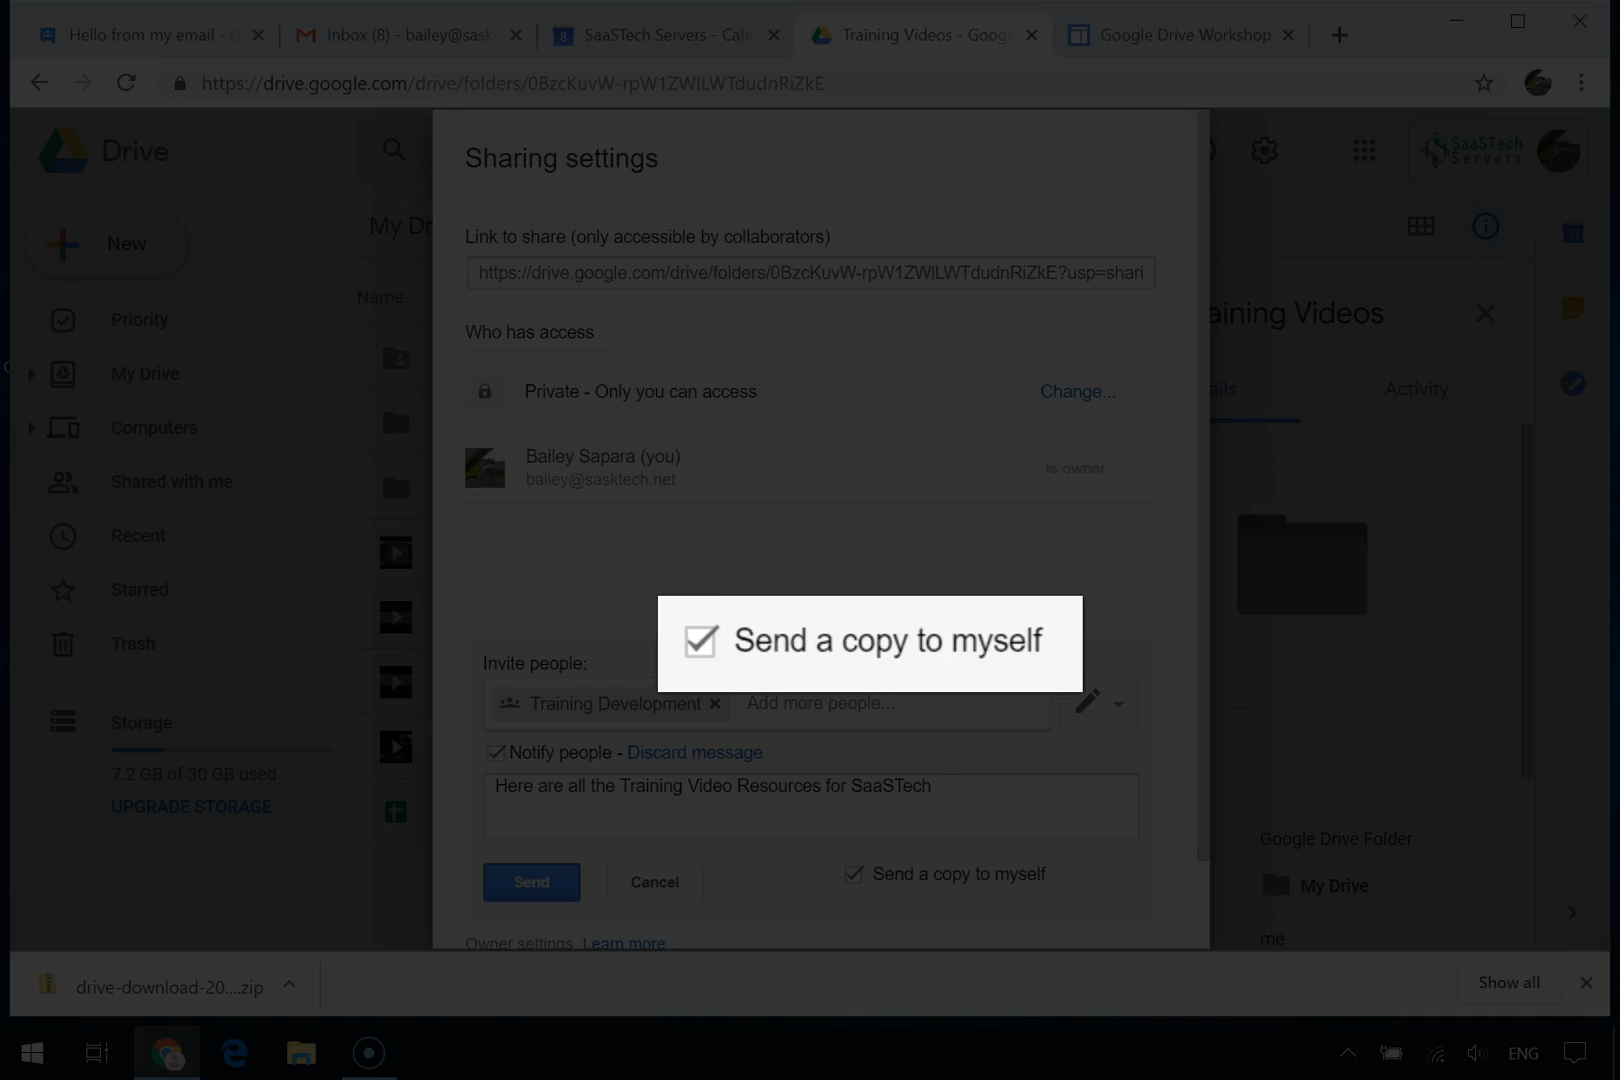 Hello from my email - G
Inbox (8) - bailey@sask
SaaSTech Servers - Cale
Training Videos - Googl
Google Drive Workshop
https://drive.google.com/drive/folders/0BzcKuvW-rpW1ZWlLWTdudnRiZkE
Drive
SaaSTech
Servers
New
My Dr
Name
Priority
My Drive
Computers
Shared with me
Recent
Starred
Trash
Storage
7.2 GB of 30 GB used
UPGRADE STORAGE
Sharing settings
Link to share (only accessible by collaborators)
https://drive.google.com/drive/folders/0BzcKuvW-rpW1ZWlLWTdudnRiZkE?usp=shari
Who has access
Private - Only you can access
Change...
Bailey Sapara (you)
bailey@sasktech.net
Is owner
Send a copy to myself
Invite people:
Training Development
Add more people...
Notify people - Discard message
Here are all the Training Video Resources for SaaSTech
Send
Cancel
Send a copy to myself
Owner settings Learn more
aining Videos
ails
Activity
Google Drive Folder
My Drive
me
drive-download-20....zip
Show all
ENG